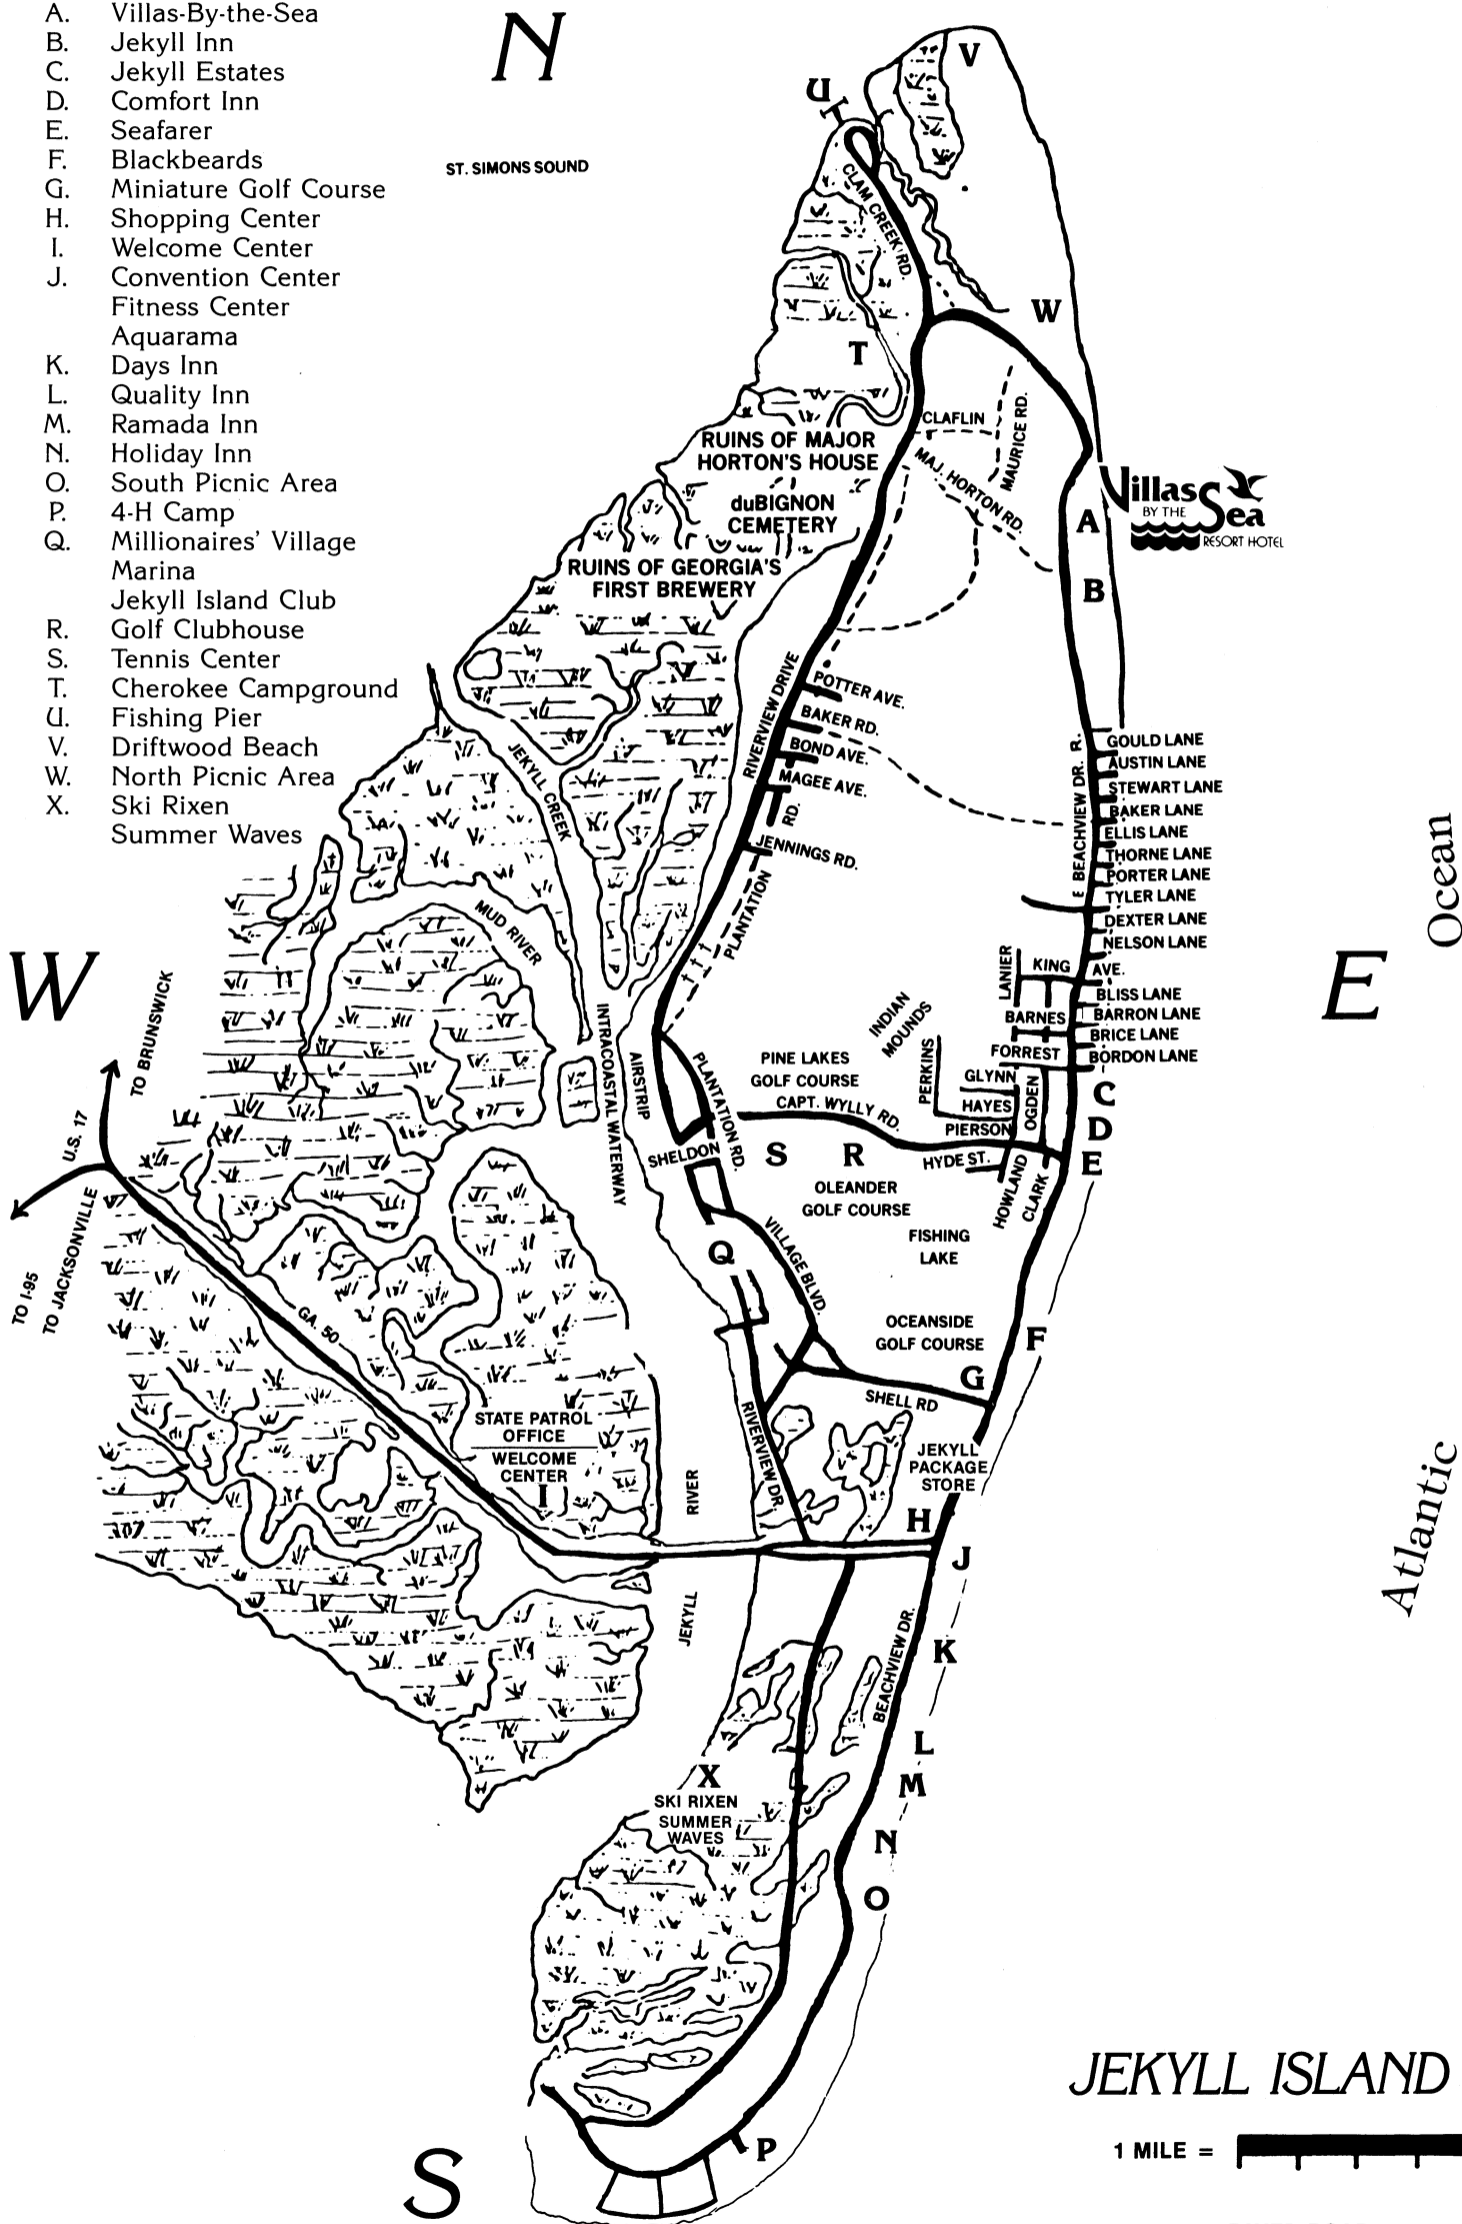 A. Villas-By-the-Sea
B. Jekyll Inn
C. Jekyll Estates
D. Comfort Inn
E. Seafarer
F. Blackbeards
G. Miniature Golf Course
H. Shopping Center
I. Welcome Center
J. Convention Center
Fitness Center
Aquarama
K. Days Inn
L. Quality Inn
M. Ramada Inn
N. Holiday Inn
O. South Picnic Area
P. 4-H Camp
Q. Millionaires' Village
Marina
Jekyll Island Club
R. Golf Clubhouse
S. Tennis Center
T. Cherokee Campground
U. Fishing Pier
V. Driftwood Beach
W. North Picnic Area
X. Ski Rixen
Summer Waves
N
ST. SIMONS SOUND
V
U
CLAM CREEK RD.
W
T
CLAFLIN
MAURICE RD.
MAJ. HORTON RD.
RUINS OF MAJOR
HORTON'S HOUSE
duBIGNON
CEMETERY
RUINS OF GEORGIA'S
FIRST BREWERY
Villas
BY THE
Sea
RESORT HOTEL
A
B
RIVERVIEW DRIVE
POTTER AVE.
BAKER RD.
BOND AVE.
MAGEE AVE.
RD.
JENNINGS RD.
PLANTATION
JEKYLL CREEK
MUD RIVER
BEACHVIEW DR.
GOULD LANE
AUSTIN LANE
STEWART LANE
BAKER LANE
ELLIS LANE
THORNE LANE
PORTER LANE
TYLER LANE
DEXTER LANE
NELSON LANE
KING AVE.
LANIER
BLISS LANE
BARNES
BARRON LANE
BRICE LANE
FORREST
BORDON LANE
W
E
Ocean
Atlantic
TO BRUNSWICK
U.S. 17
TO I-95
TO JACKSONVILLE
GA. 50
INTRACOASTAL WATERWAY
AIRSTRIP
PLANTATION RD.
INDIAN
MOUNDS
PINE LAKES
GOLF COURSE
CAPT. WYLLY RD.
PERKINS
GLYNN
HAYES
OGDEN
PIERSON
HYDE ST.
HOWLAND
CLARK
C
D
E
SHELDON
S
R
OLEANDER
GOLF COURSE
FISHING
LAKE
Q
VILLAGE BLVD.
OCEANSIDE
GOLF COURSE
F
G
SHELL RD
RIVERVIEW DR.
JEKYLL
PACKAGE
STORE
STATE PATROL
OFFICE
WELCOME
CENTER
I
RIVER
JEKYLL
H
J
K
BEACHVIEW DR.
L
M
X
SKI RIXEN
SUMMER
WAVES
N
O
P
S
JEKYLL ISLAND
1 MILE =